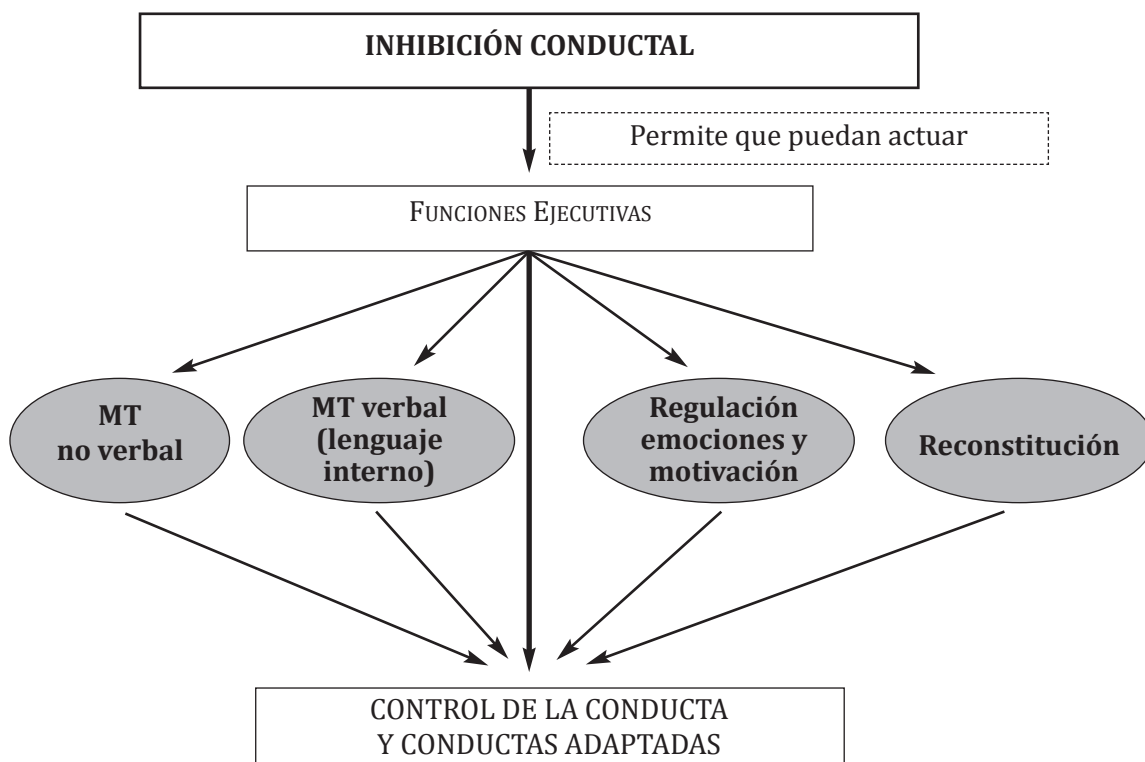 INHIBICIÓN CONDUCTAL
Permite que puedan actuar
FUNCIONES EJECUTIVAS
MT
no verbal
MT verbal
(lenguaje
interno)
Regulación
emociones y
motivación
Reconstitución
CONTROL DE LA CONDUCTA
Y CONDUCTAS ADAPTADAS